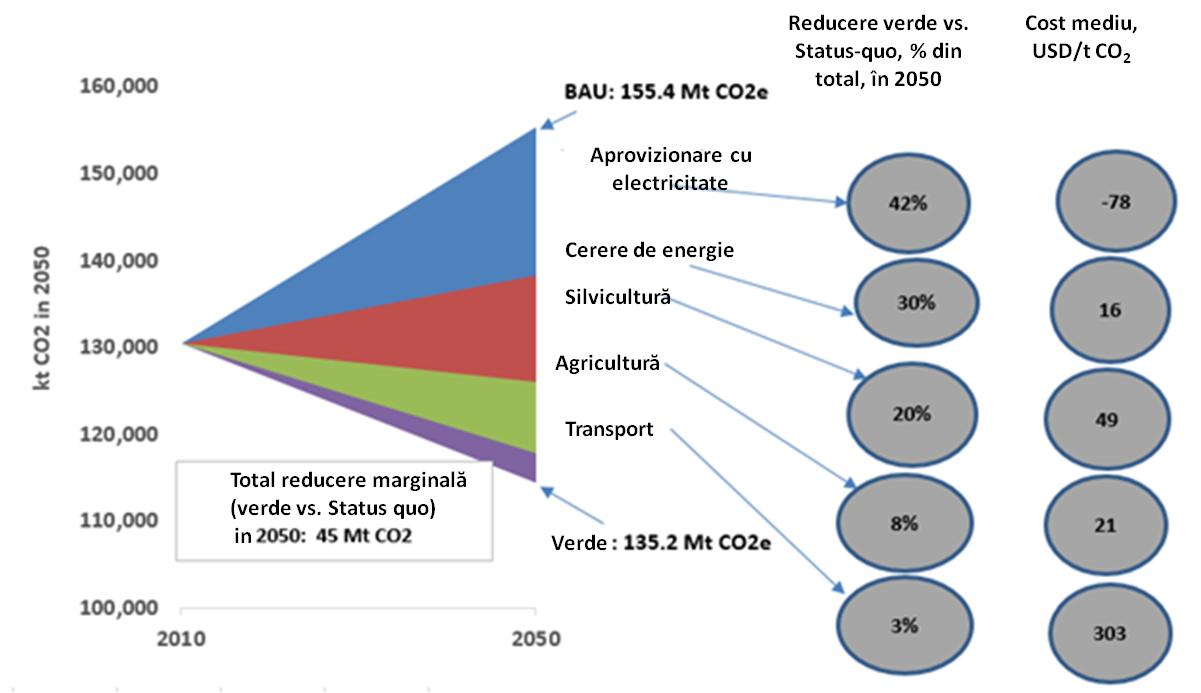 Reducere verde vs.
Status-quo, % din
total, în 2050
Cost mediu,
USD/t CO₂
kt CO2 in 2050
160,000
150,000
140,000
130,000
120,000
110,000
100,000
2010
2050
BAU: 155.4 Mt CO2e
Aprovizionare cu
electricitate
Cerere de energie
Silvicultură
Agricultură
Transport
Verde : 135.2 Mt CO2e
Total reducere marginală
(verde vs. Status quo)
in 2050: 45 Mt CO2
42%
-78
30%
16
20%
49
8%
21
3%
303